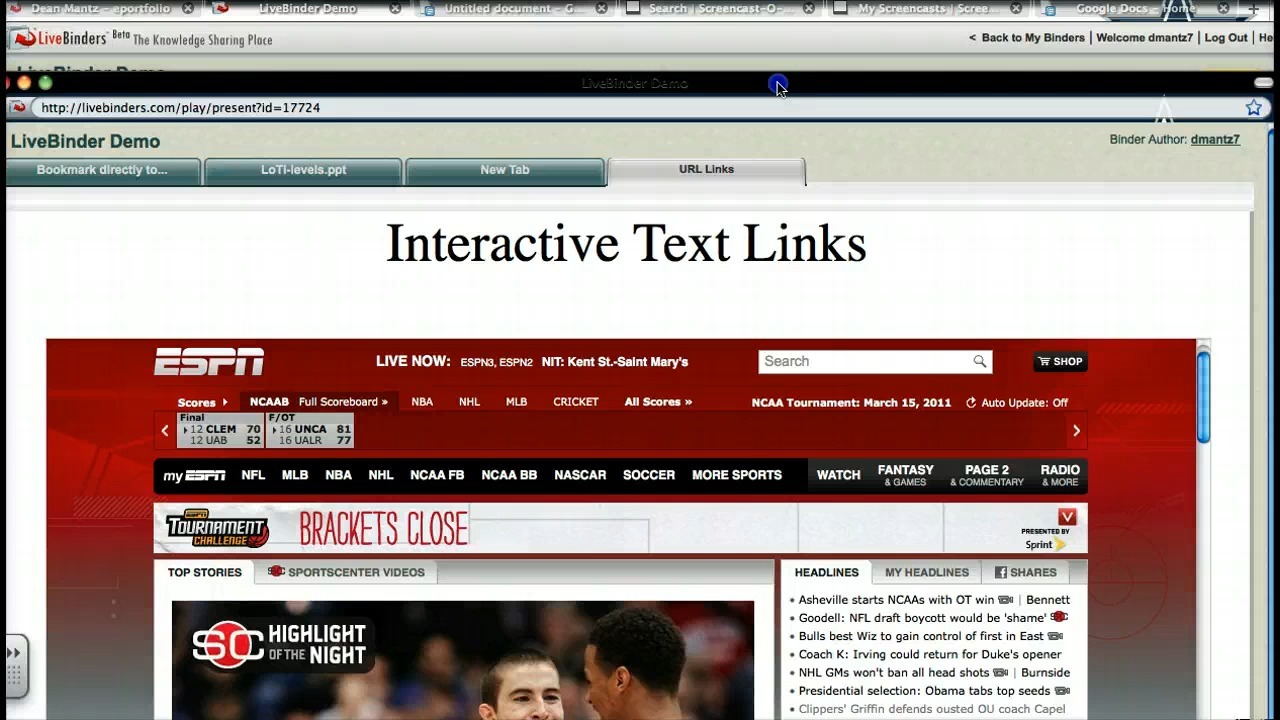 Dean Mantz ~ eportfolio
LiveBinder Demo
Untitled document - G...
Search | Screencast-O-...
My Screencasts | Scree...
Google Docs - Home
LiveBinders Beta The Knowledge Sharing Place
< Back to My Binders | Welcome dmantz7 | Log Out | He
LiveBinder Demo
LiveBinder Demo
http://livebinders.com/play/present?id=17724
LiveBinder Demo
Binder Author: dmantz7
Bookmark directly to...
LoTi-levels.ppt
New Tab
URL Links
Interactive Text Links
ESPN
LIVE NOW: ESPN3, ESPN2 NIT: Kent St.-Saint Mary's
Search
SHOP
Scores NCAAB Full Scoreboard » NBA NHL MLB CRICKET All Scores »
NCAA Tournament: March 15, 2011 Auto Update: Off
Final
12 CLEM 70
12 UAB 52
F/OT
16 UNCA 81
16 UALR 77
my ESPN NFL MLB NBA NHL NCAA FB NCAA BB NASCAR SOCCER MORE SPORTS
WATCH
FANTASY
& GAMES
PAGE 2
& COMMENTARY
RADIO
& MORE
ESPN
TOURNAMENT
CHALLENGE
BRACKETS CLOSE
PRESENTED BY
Sprint
TOP STORIES
SC SPORTSCENTER VIDEOS
HEADLINES MY HEADLINES SHARES
SC HIGHLIGHT
OF THE NIGHT
Asheville starts NCAAs with OT win | Bennett
Goodell: NFL draft boycott would be 'shame' SC
Bulls best Wiz to gain control of first in East
Coach K: Irving could return for Duke's opener
NHL GMs won't ban all head shots | Burnside
Presidential selection: Obama tabs top seeds
Clippers' Griffin defends ousted OU coach Capel